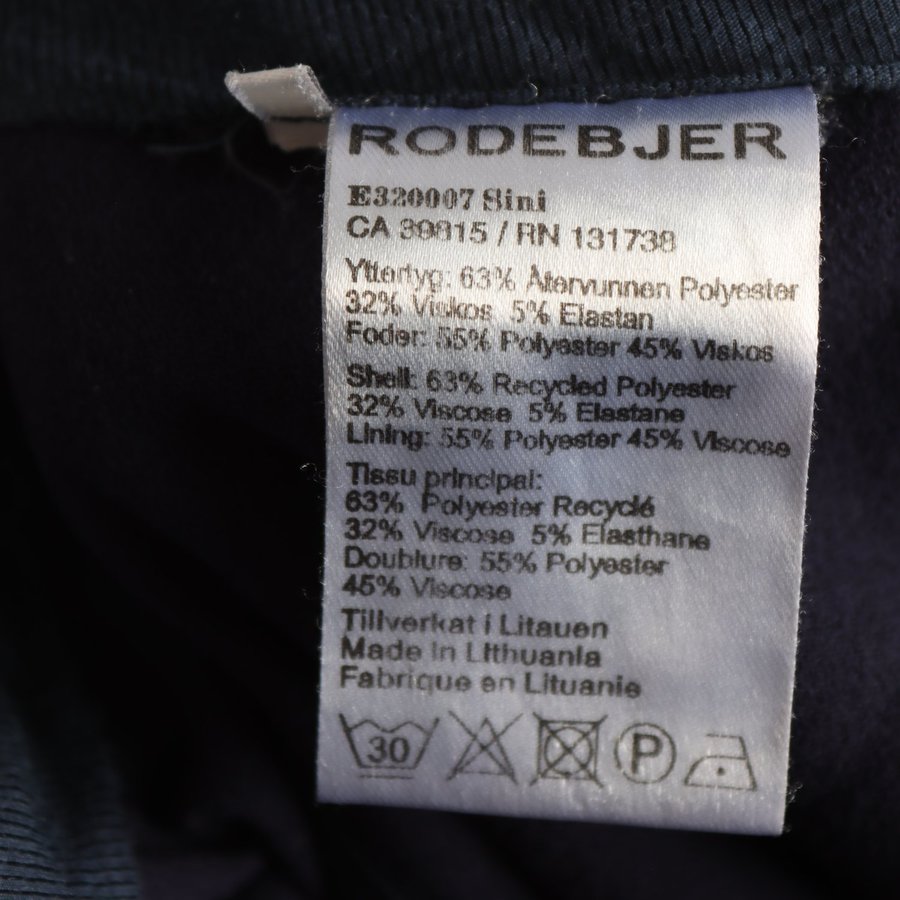 RODEBJER
E320007 Sini
CA 39815 / RN 131738
Yttertyg: 63% Återvunnen Polyester
32% Viskos 5% Elastan
Foder: 55% Polyester 45% Viskos
Shell: 63% Recycled Polyester
32% Viscose 5% Elastane
Lining: 55% Polyester 45% Viscose
Tissu principal:
63% Polyester Recyclé
32% Viscose 5% Elasthane
Doublure: 55% Polyester
45% Viscose
Tillverkat i Litauen
Made in Lithuania
Fabrique en Lituanie
30 P